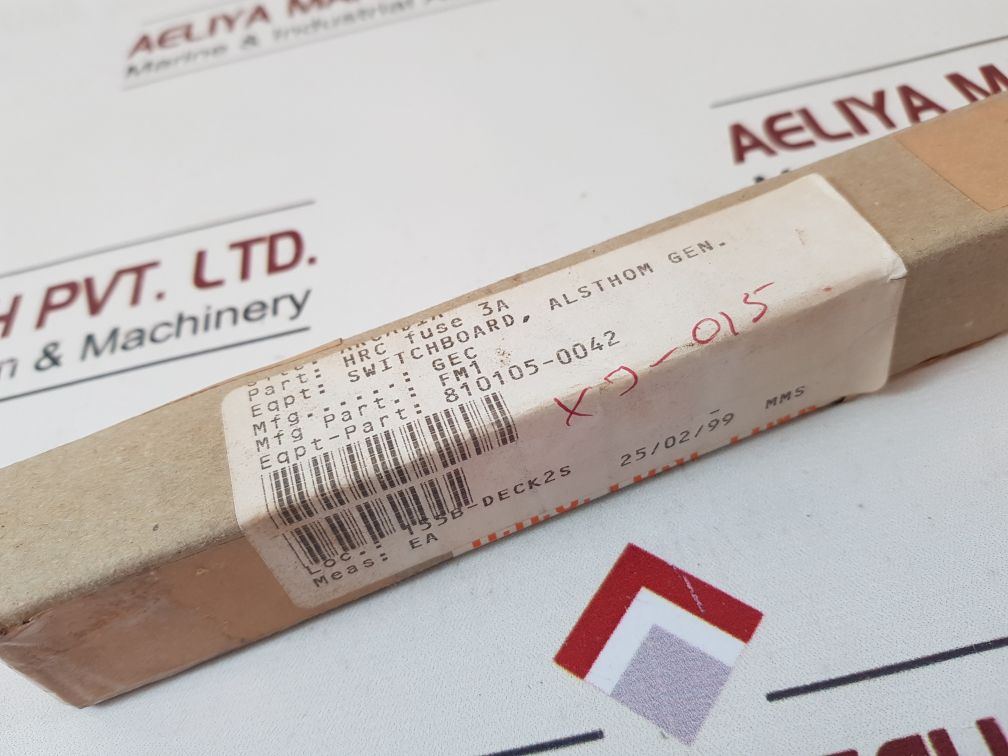 AELIYA MA
Marine & Industrial A
AELIYA M
H PVT. LTD.
n & Machinery
Part: HRC fuse 3A
Eqpt: SWITCHBOARD, ALSTHOM GEN.
Mfg.....: GEC
Mfg.Part.: FM1
Eqpt-Part: 810105-0042
XD-015
Loc.: 155B-DECK2S 25/02/99 MMS
Meas: EA